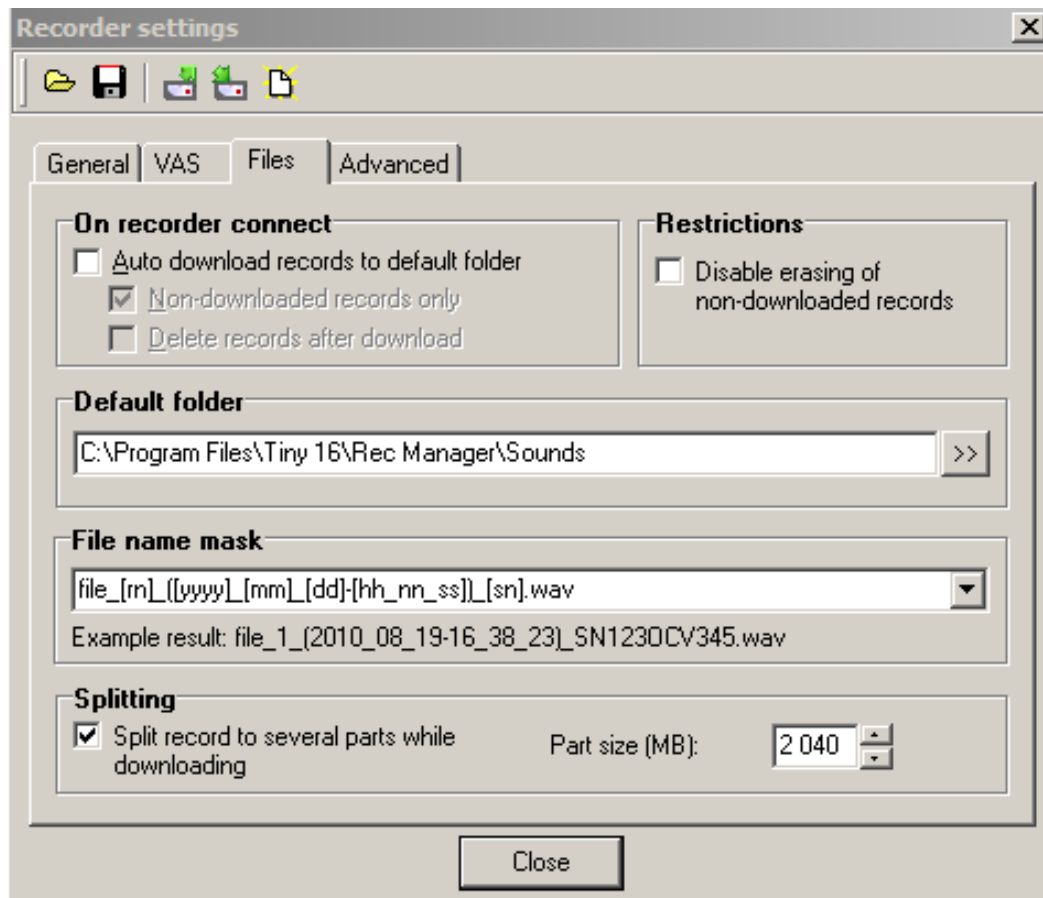 Recorder settings
General VAS Files Advanced
On recorder connect
Auto download records to default folder
Non-downloaded records only
Delete records after download
Restrictions
Disable erasing of
non-downloaded records
Default folder
C:\Program Files\Tiny 16\Rec Manager\Sounds >>
File name mask
file_[rn]_([yyyy]_[mm]_[dd]-[hh_nn_ss])_[sn].wav
Example result: file_1_(2010_08_19-16_38_23)_SN123OCV345.wav
Splitting
Split record to several parts while
downloading
Part size (MB): 2 040
Close